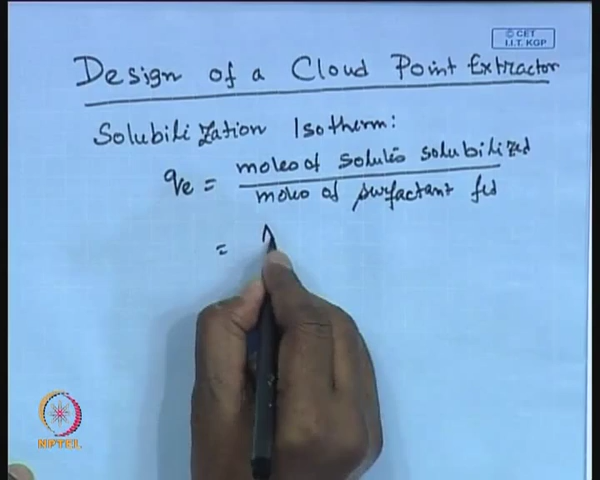 © CET
I.I.T. KGP
Design of a Cloud Point Extractor
Solubilization Isotherm:
qe = moles of solutes solubilized
moles of surfactant fed
=
NPTEL